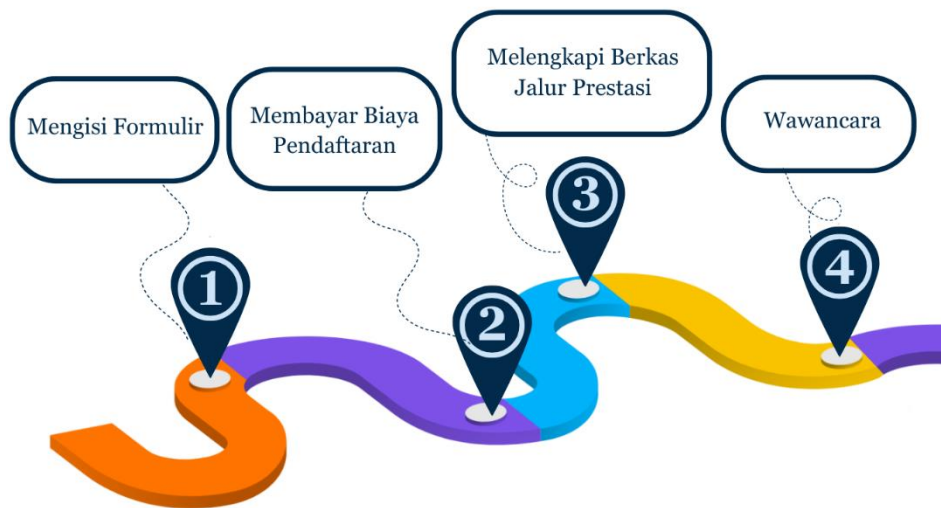 Mengisi Formulir
Membayar Biaya
Pendaftaran
Melengkapi Berkas
Jalur Prestasi
Wawancara
1
2
3
4